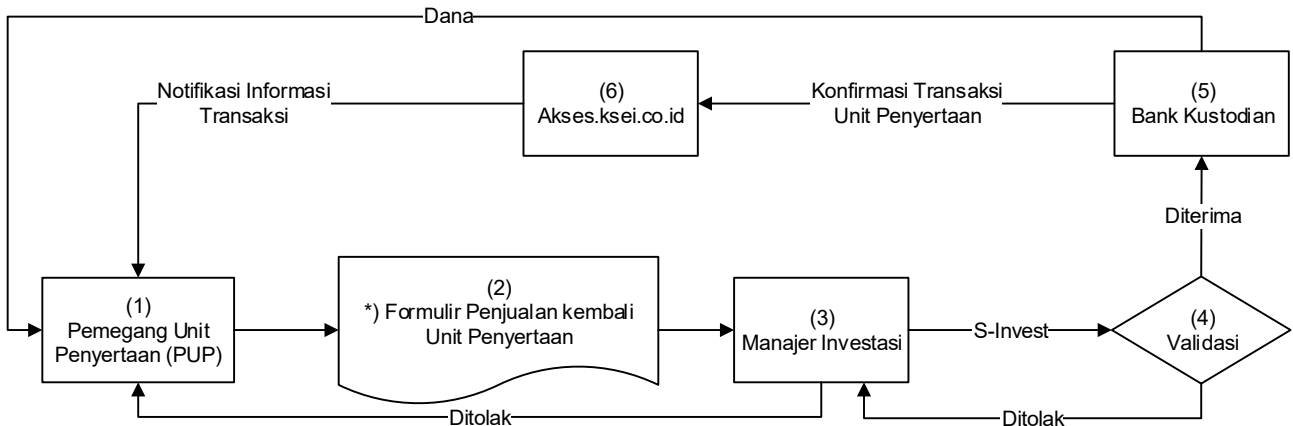 Dana
Notifikasi Informasi
Transaksi
(6)
Akses.ksei.co.id
Konfirmasi Transaksi
Unit Penyertaan
(5)
Bank Kustodian
Diterima
(1)
Pemegang Unit
Penyertaan (PUP)
(2)
*) Formulir Penjualan kembali
Unit Penyertaan
(3)
Manajer Investasi
S-Invest
(4)
Validasi
Ditolak
Ditolak